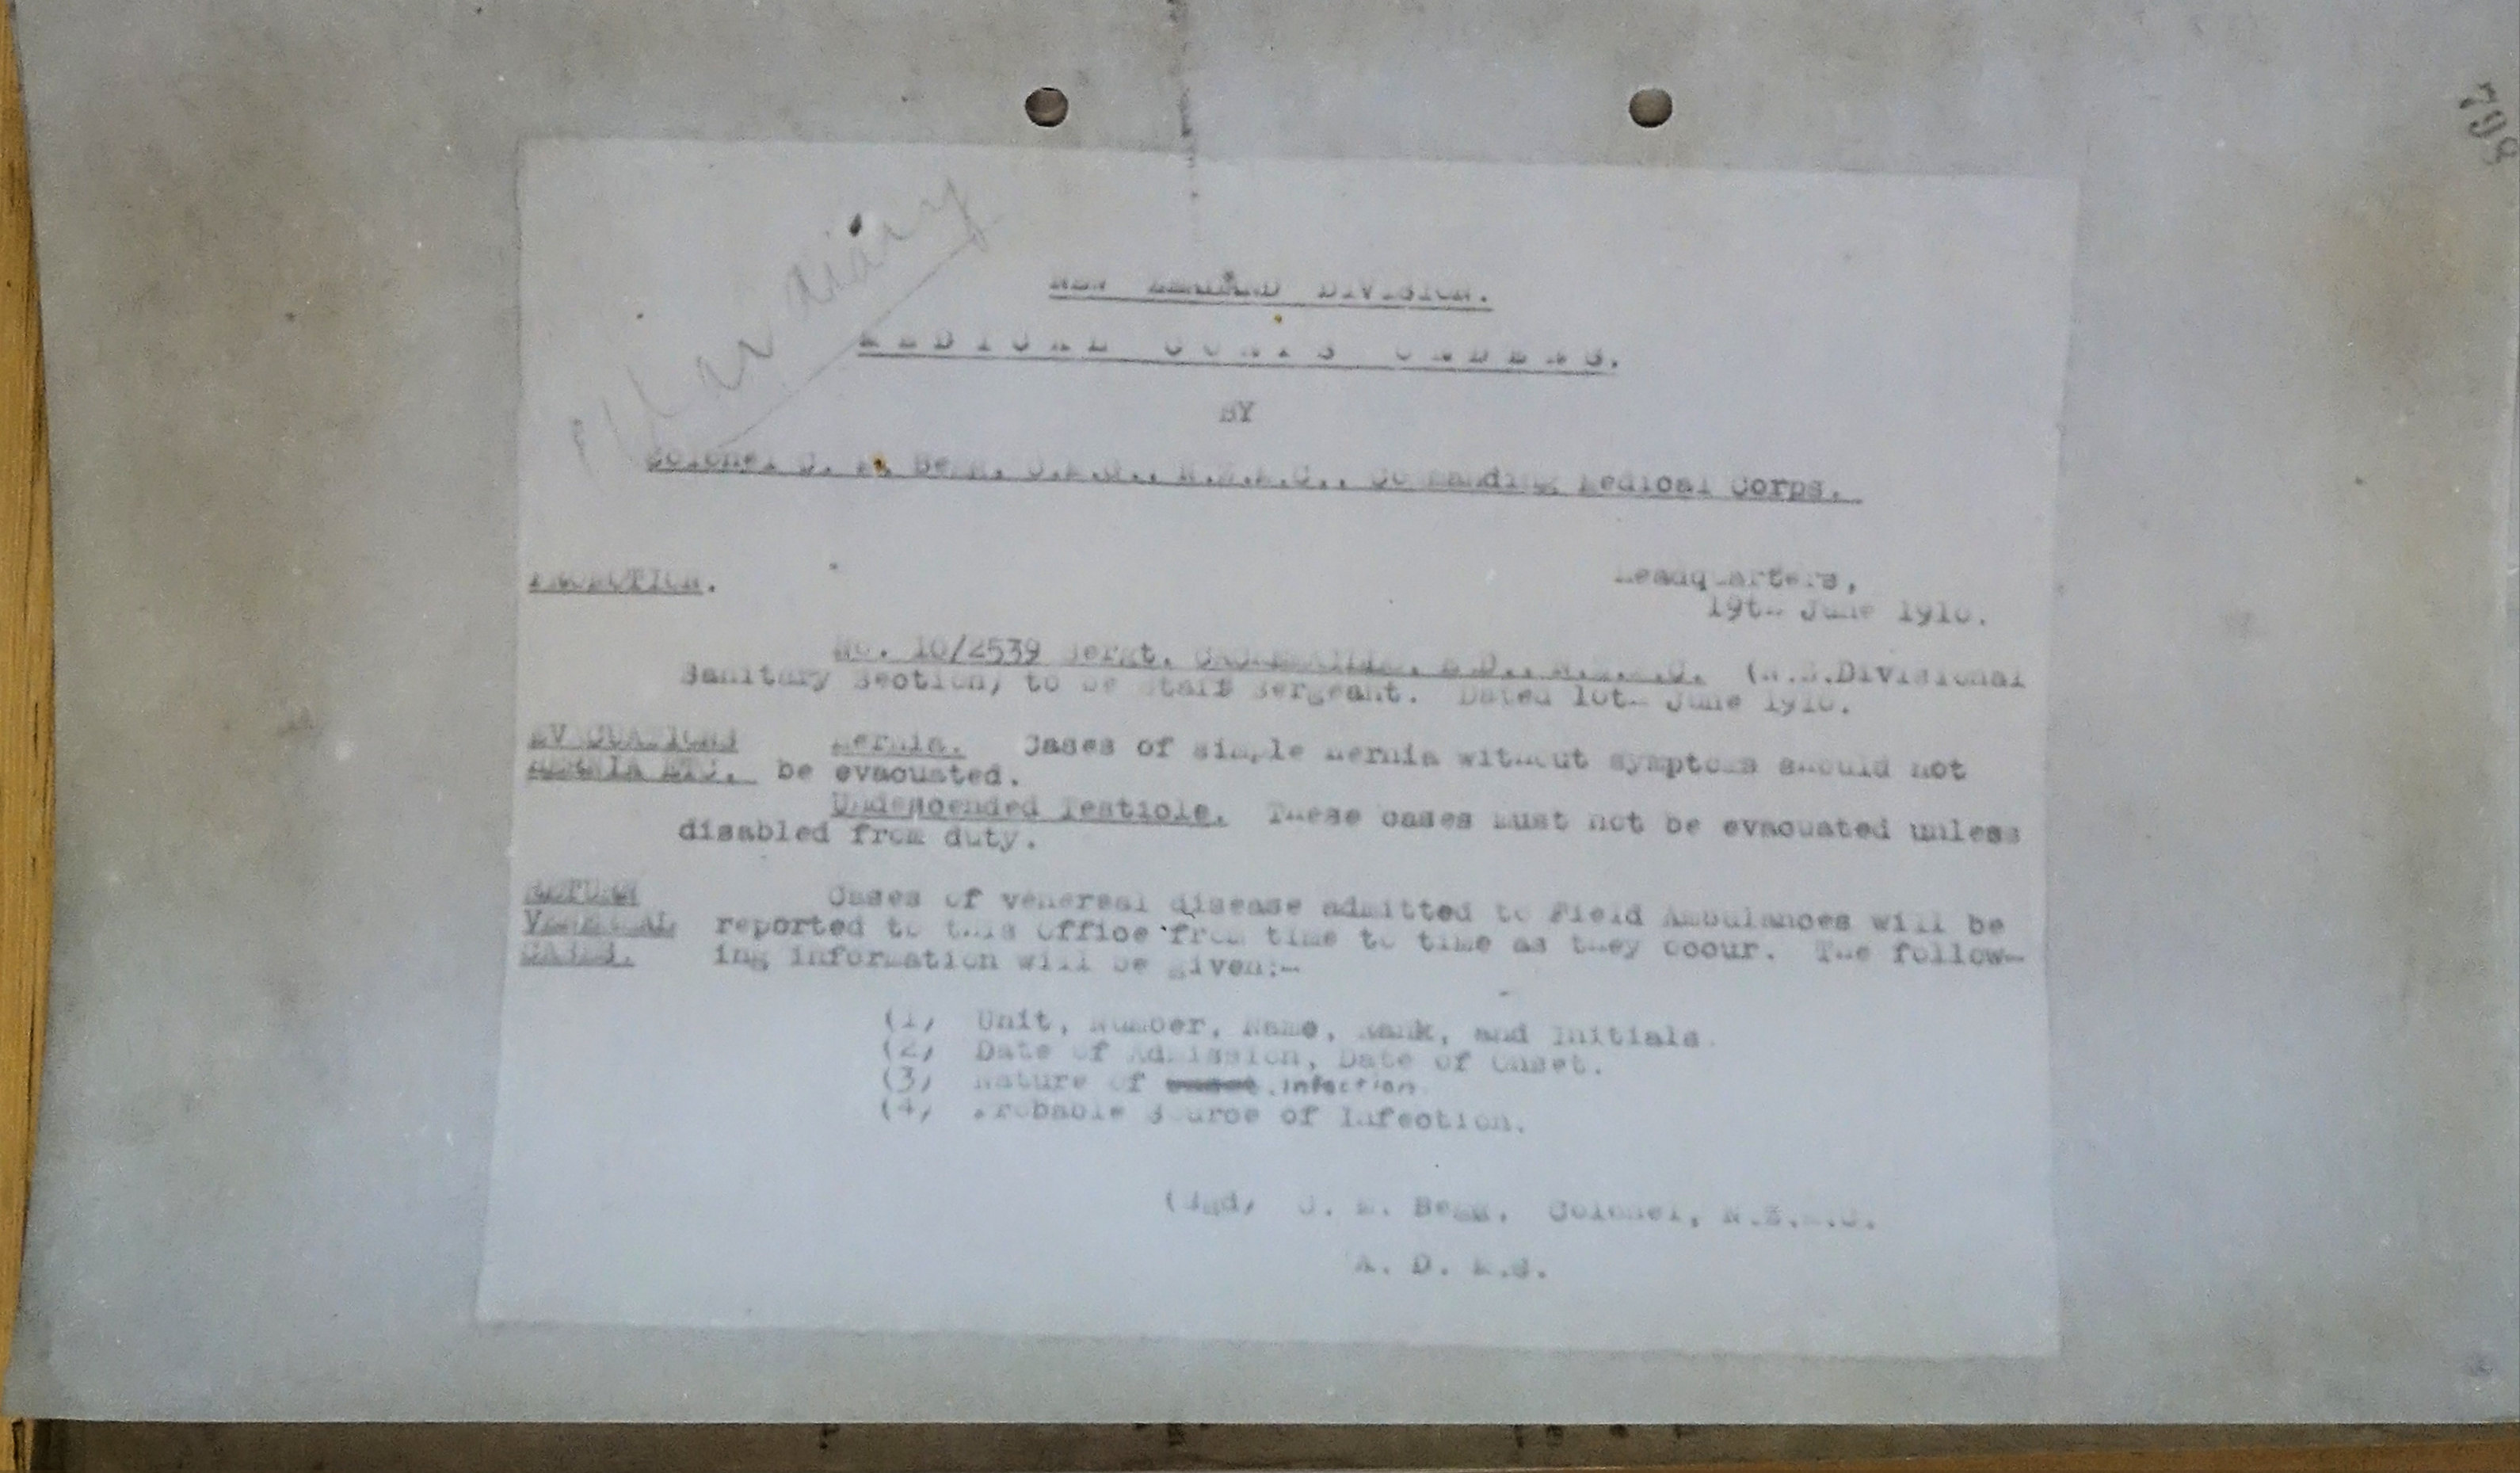 798
War diary
NEW ZEALAND DIVISION.
MEDICAL CORPS ORDERS.
BY
Colonel C. M. Begg, C.M.G., N.Z.M.C., Commanding Medical Corps.
PROMOTION.
Headquarters,
19th June 1916.
No. 10/2539 Sergt. N.Z.M.C. (N.Z.Divisional
Sanitary Section) to be Staff Sergeant. Dated 16th June 1916.
EVACUATIONS Hernia. Cases of simple hernia without symptoms should not
HERNIA ETC. be evacuated.
Undescended Testicle. These cases must not be evacuated unless
disabled from duty.
RETURN Cases of venereal disease admitted to Field Ambulances will be
VENEREAL reported to this office from time to time as they occur. The follow-
CASES. ing information will be given:-
(1) Unit, Number, Name, Rank, and Initials.
(2) Date of Admission, Date of Onset.
(3) Nature of infection
(4) Probable Source of Infection.
(Sgd) C. M. Begg. Colonel, N.Z.M.C.
A. D. M.S.